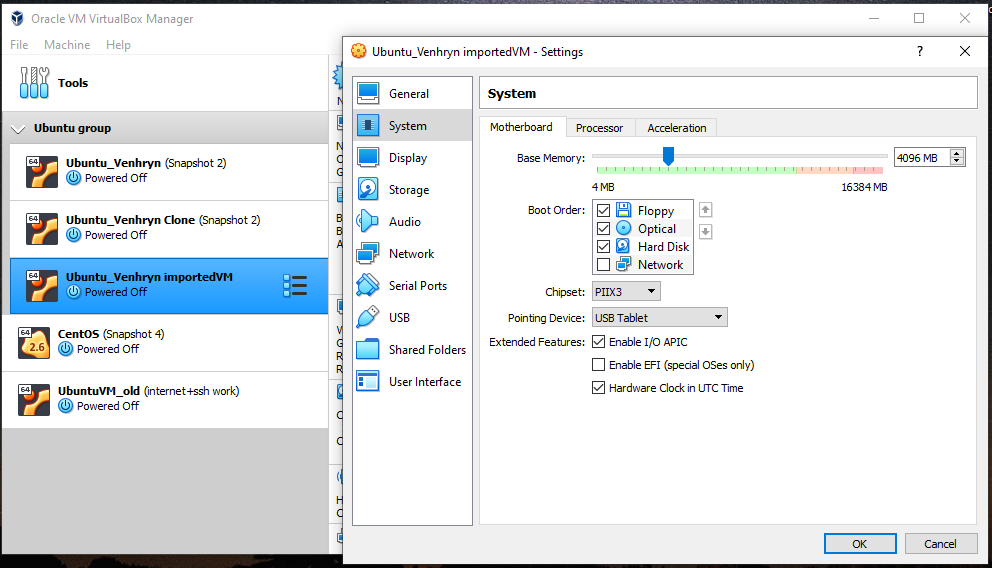 Oracle VM VirtualBox Manager
File Machine Help
Tools
Ubuntu group
64
Ubuntu_Venhryn (Snapshot 2)
Powered Off
64
Ubuntu_Venhryn Clone (Snapshot 2)
Powered Off
64
Ubuntu_Venhryn importedVM
Powered Off
64
2.6
CentOS (Snapshot 4)
Powered Off
64
UbuntuVM_old (internet+ssh work)
Powered Off
Ubuntu_Venhryn importedVM - Settings
?
General
System
Display
Storage
Audio
Network
Serial Ports
USB
Shared Folders
User Interface
System
Motherboard Processor Acceleration
Base Memory: 4096 MB
4 MB 16384 MB
Boot Order: Floppy
Optical
Hard Disk
Network
Chipset: PIIX3
Pointing Device: USB Tablet
Extended Features: Enable I/O APIC
Enable EFI (special OSes only)
Hardware Clock in UTC Time
OK Cancel